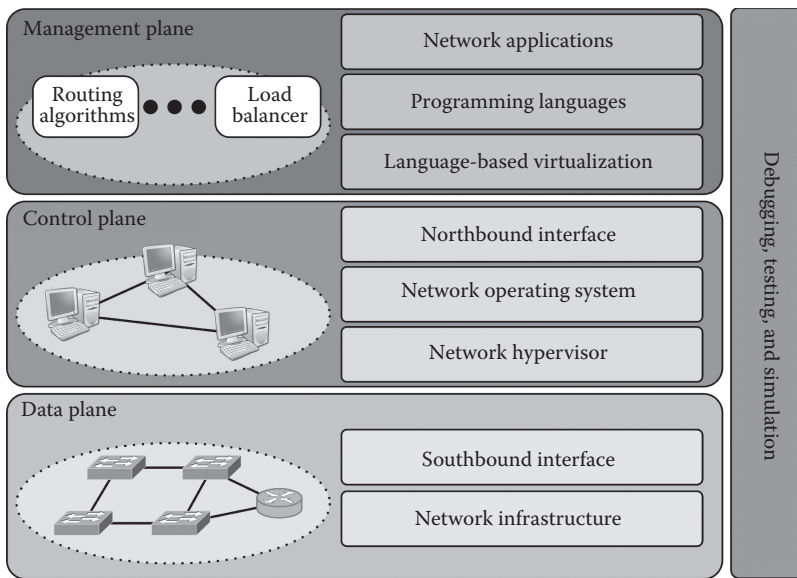 Management plane
Routing
algorithms
Load
balancer
Network applications
Programming languages
Language-based virtualization
Control plane
Northbound interface
Network operating system
Network hypervisor
Data plane
Southbound interface
Network infrastructure
Debugging, testing, and simulation